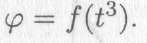 φ = f(t³).